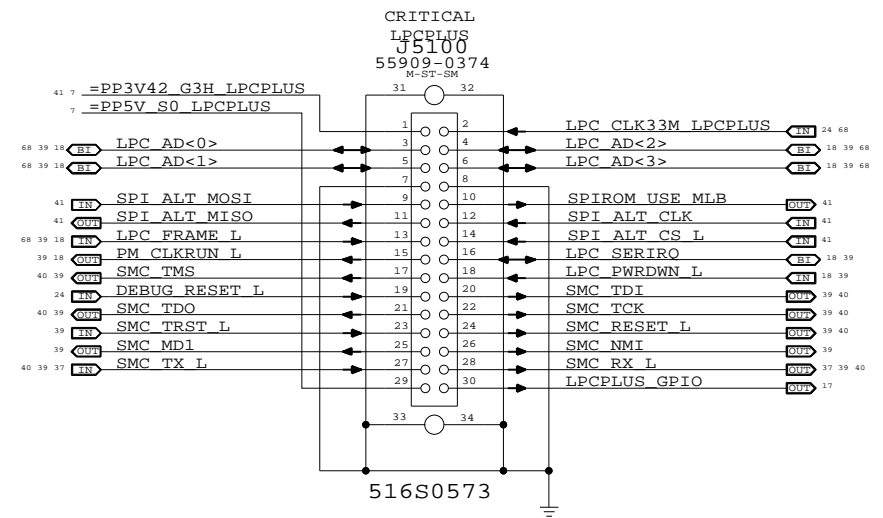 CRITICAL
LPCPLUS
J5100
55909-0374
M-ST-SM
31 32
41 7 =PP3V42_G3H_LPCPLUS
7 =PP5V_S0_LPCPLUS
1 2 LPC_CLK33M_LPCPLUS IN 24 68
68 39 18 BI LPC_AD<0> 3 4 LPC_AD<2> BI 18 39 68
68 39 18 BI LPC_AD<1> 5 6 LPC_AD<3> BI 18 39 68
7 8
41 IN SPI_ALT_MOSI 9 10 SPIROM_USE_MLB OUT 41
41 OUT SPI_ALT_MISO 11 12 SPI_ALT_CLK IN 41
68 39 18 IN LPC_FRAME_L 13 14 SPI_ALT_CS_L IN 41
39 18 OUT PM_CLKRUN_L 15 16 LPC_SERIRQ BI 18 39
40 39 OUT SMC_TMS 17 18 LPC_PWRDWN_L IN 18 39
24 IN DEBUG_RESET_L 19 20 SMC_TDI OUT 39 40
40 39 OUT SMC_TDO 21 22 SMC_TCK OUT 39 40
39 IN SMC_TRST_L 23 24 SMC_RESET_L OUT 39 40
39 OUT SMC_MD1 25 26 SMC_NMI OUT 39
40 39 37 IN SMC_TX_L 27 28 SMC_RX_L OUT 37 39 40
29 30 LPCPLUS_GPIO OUT 17
33 34
516S0573